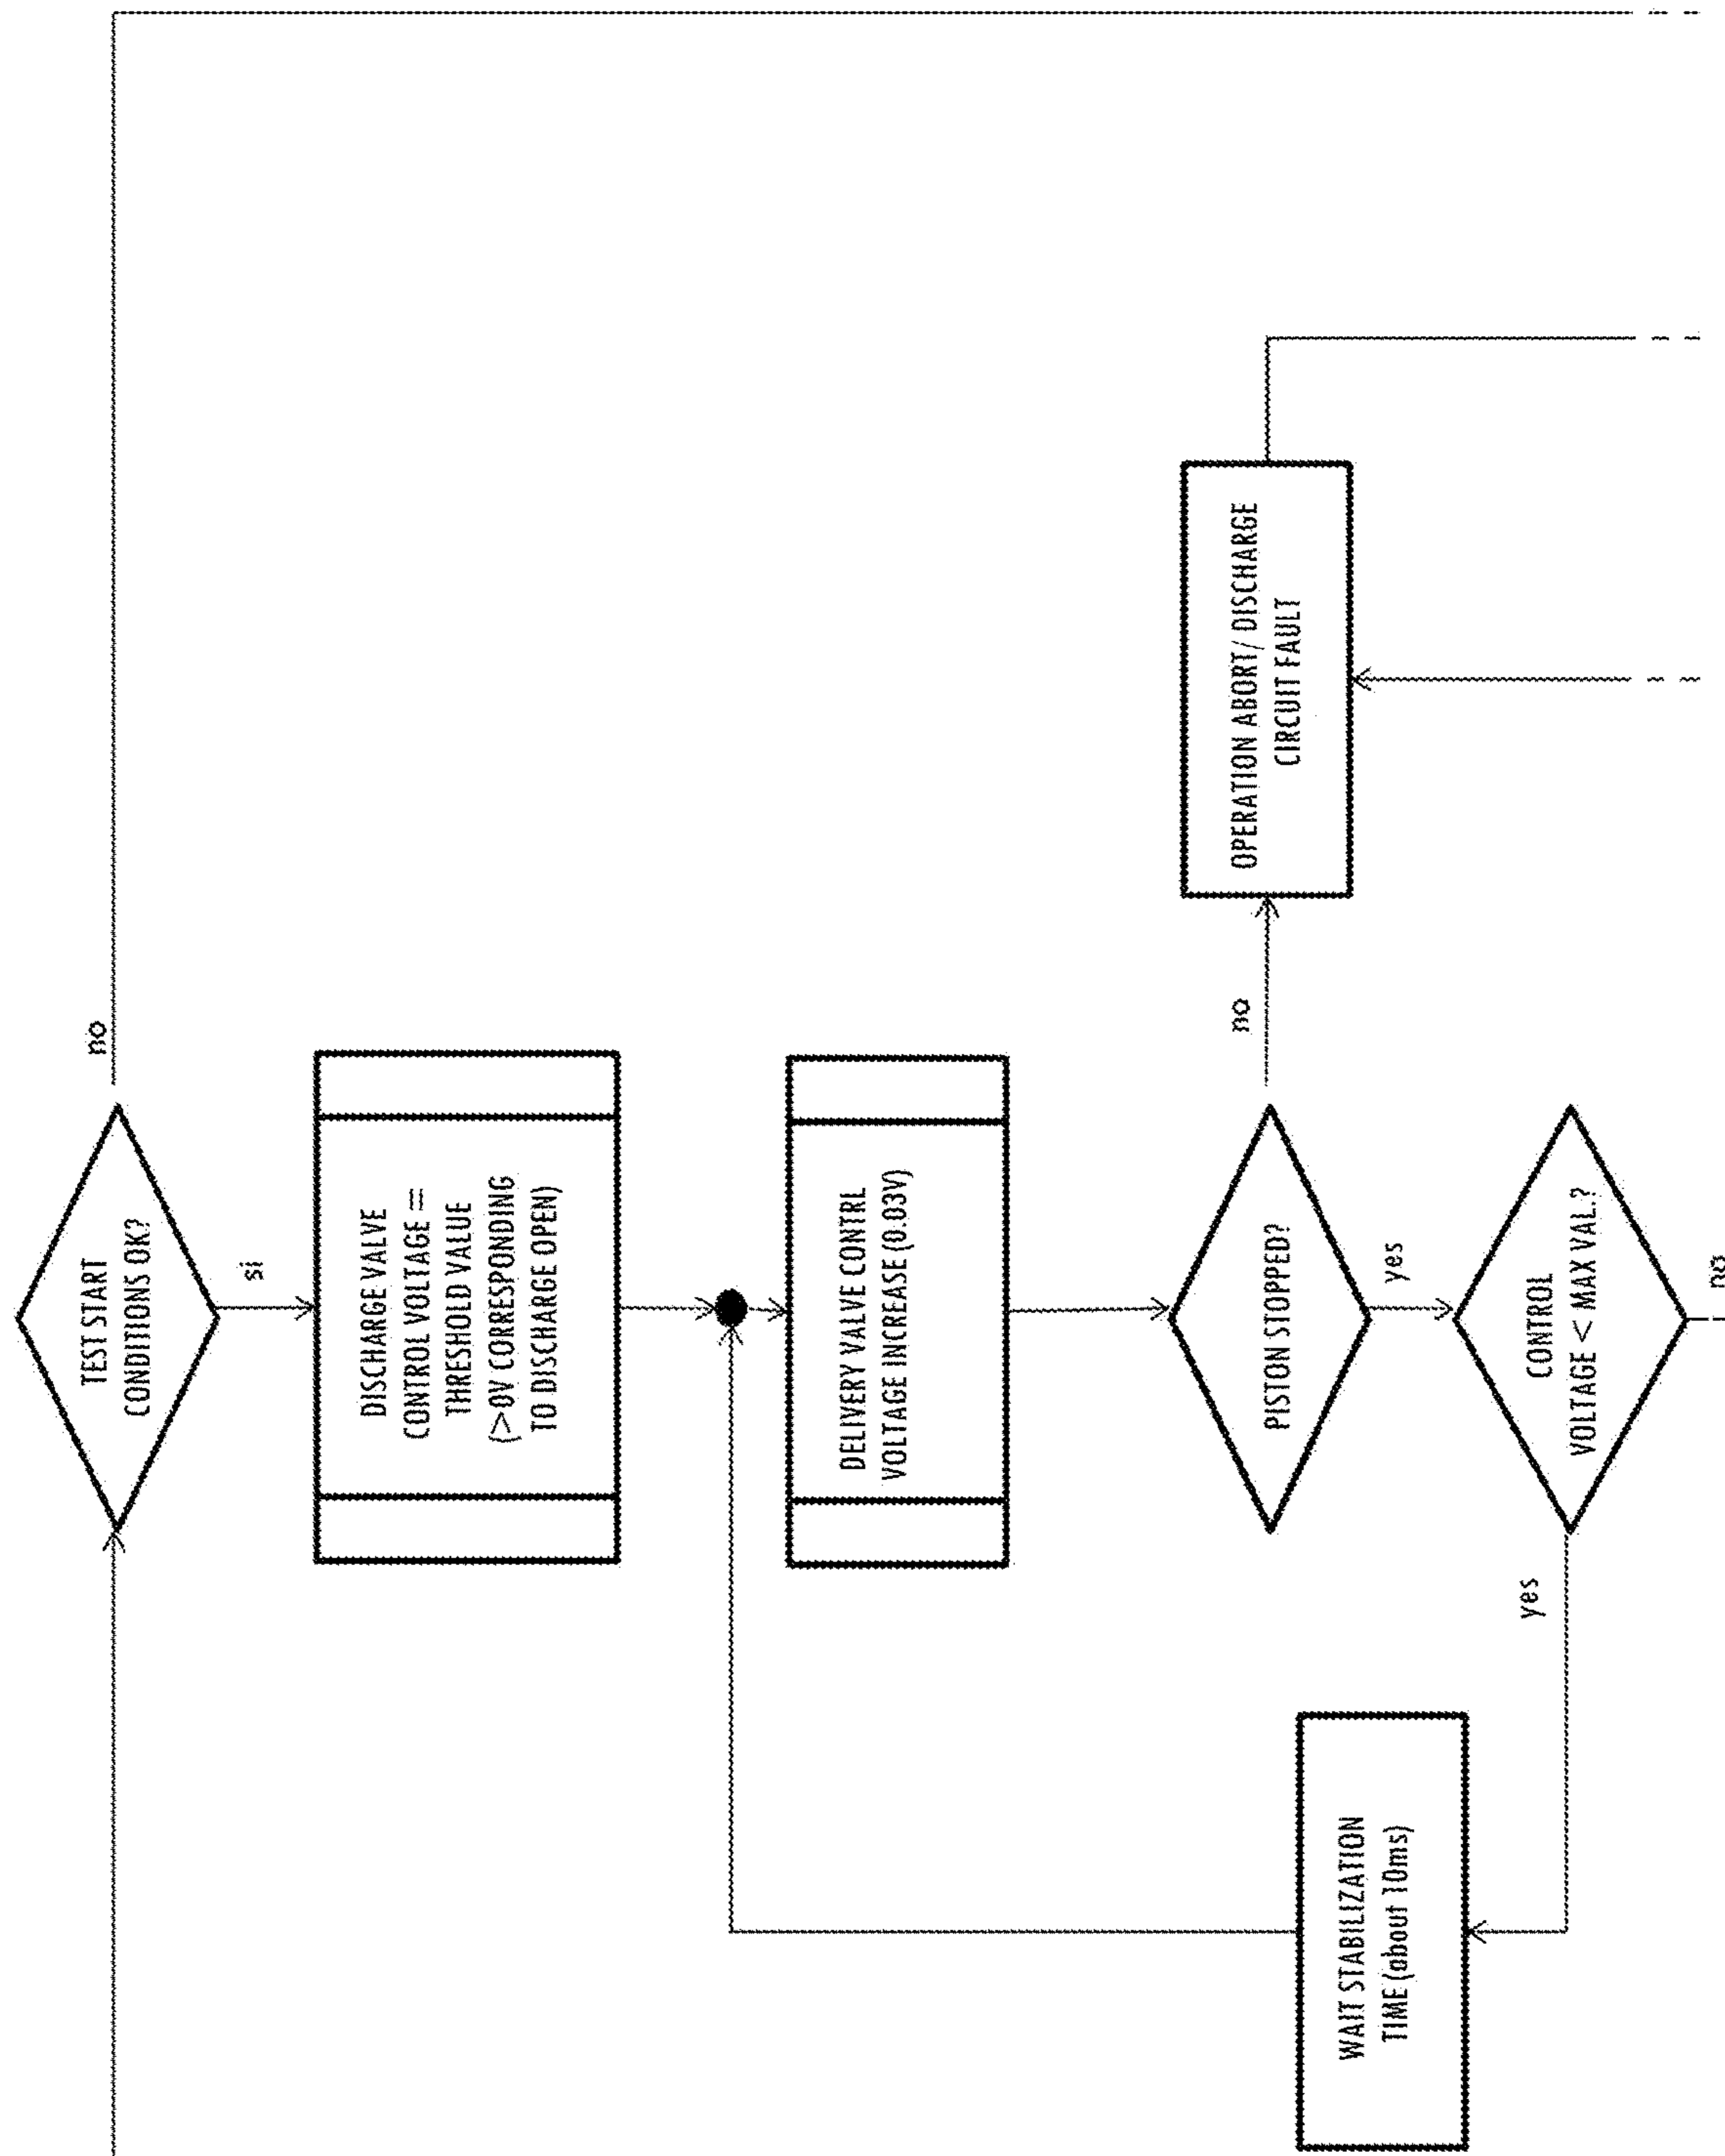 TEST START
CONDITIONS OK?
no
si
DISCHARGE VALVE
CONTROL VOLTAGE =
THRESHOLD VALUE
(>0V CORRESPONDING
TO DISCHARGE OPEN)
DELIVERY VALVE CONTRL
VOLTAGE INCREASE (0.03V)
PISTON STOPPED?
no
OPERATION ABORT/ DISCHARGE
CIRCUIT FAULT
yes
CONTROL
VOLTAGE < MAX VAL.?
yes
no
WAIT STABILIZATION
TIME (about 10ms)